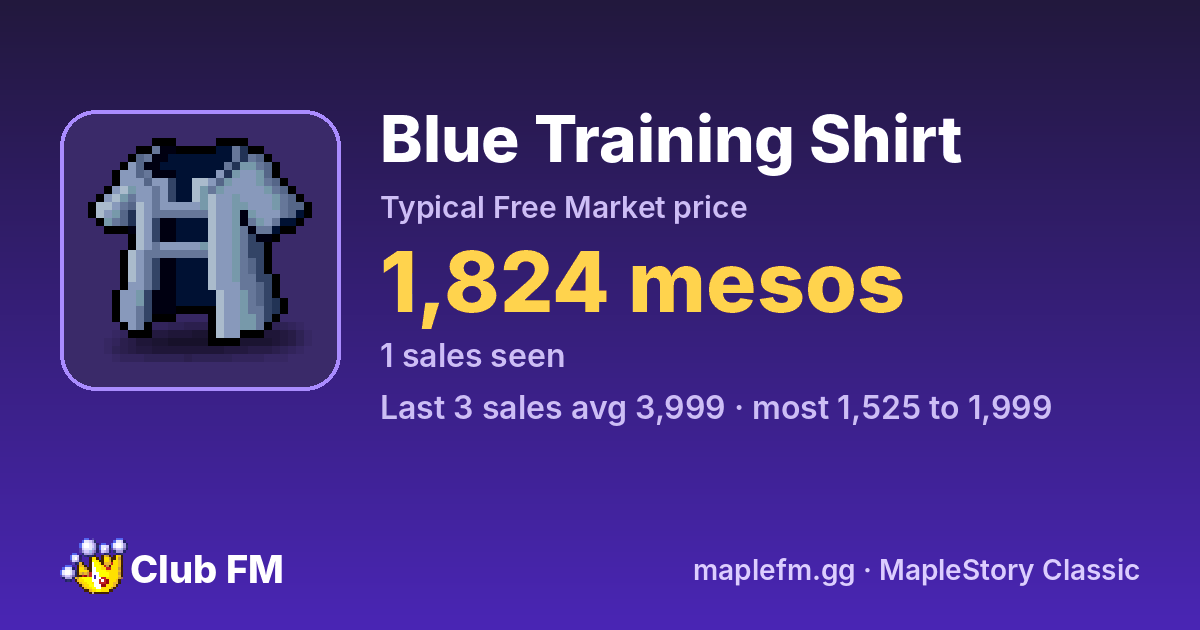 Blue Training Shirt
Typical Free Market price
1,824 mesos
1 sales seen
Last 3 sales avg 3,999 · most 1,525 to 1,999
Club FM
maplefm.gg · MapleStory Classic